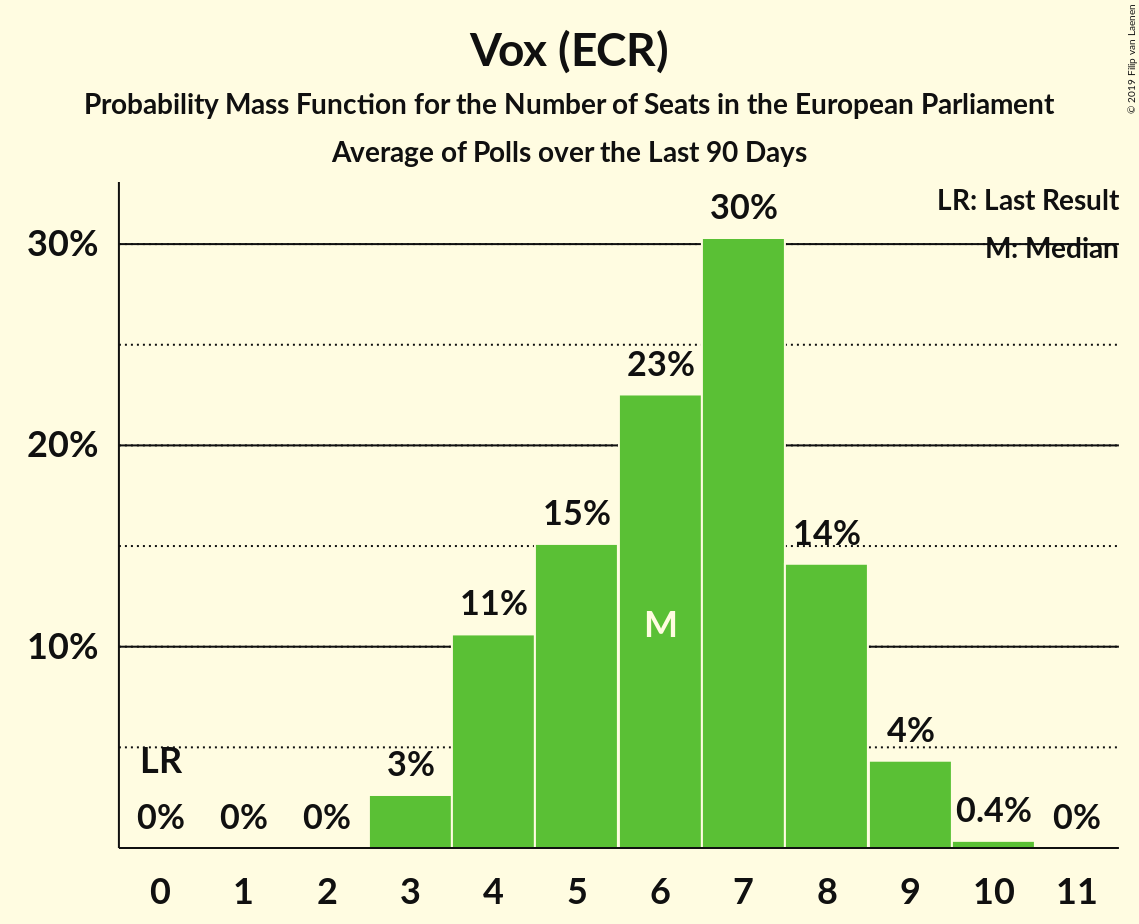 Vox (ECR)
Probability Mass Function for the Number of Seats in the European Parliament
Average of Polls over the Last 90 Days
© 2019 Filip van Laenen
LR: Last Result
M: Median
30%
20%
10%
LR
0%
0%
0%
3%
11%
15%
23%
M
30%
14%
4%
0.4%
0%
0 1 2 3 4 5 6 7 8 9 10 11